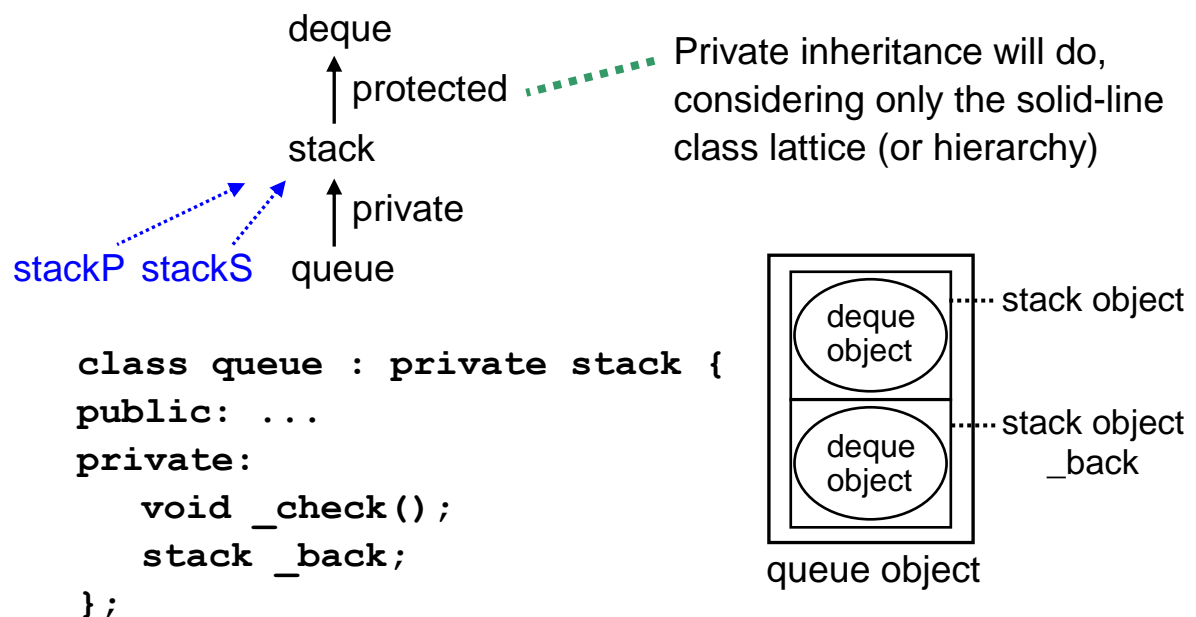 deque
protected
stack
private
stackP stackS queue
Private inheritance will do,
considering only the solid-line
class lattice (or hierarchy)
class queue : private stack {
public: ...
private:
void _check();
stack _back;
};
deque
object
stack object
deque
object
stack object
_back
queue object